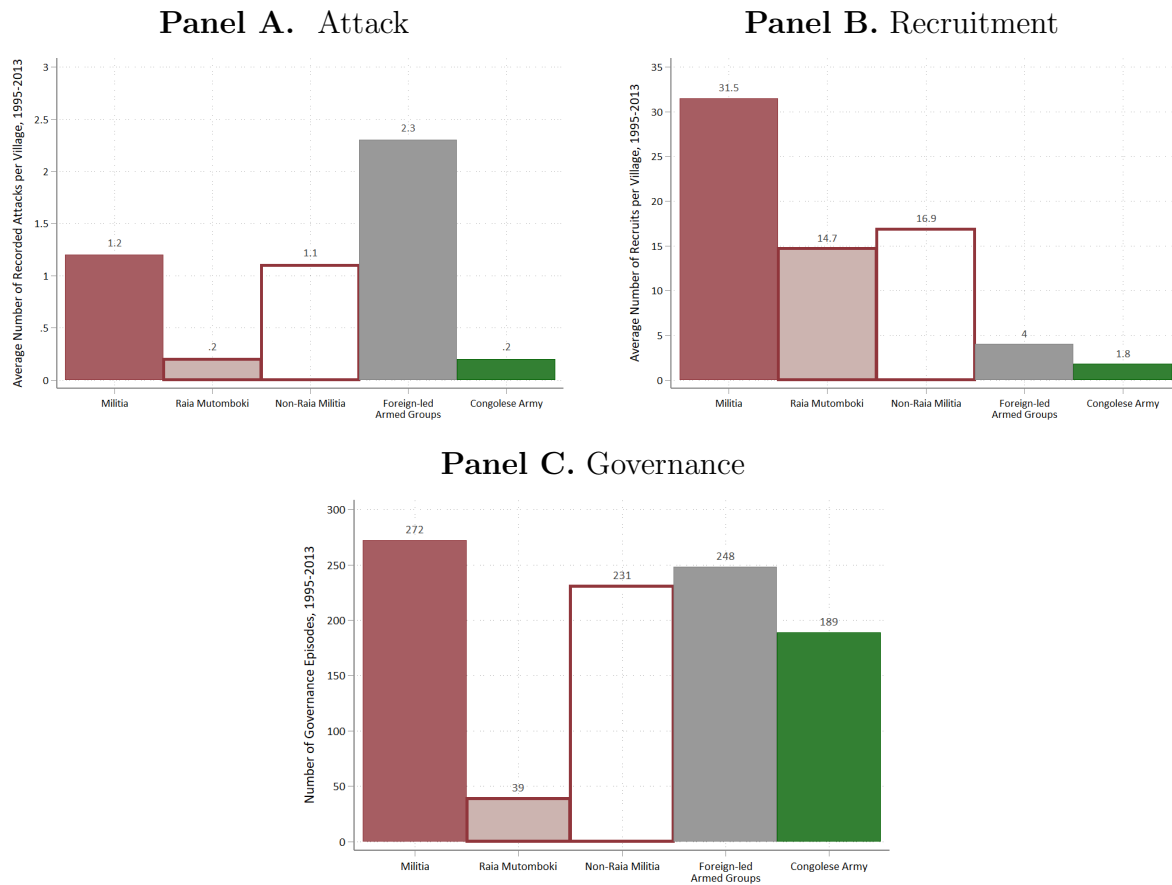 Panel A. Attack
Average Number of Recorded Attacks per Village, 1995-2013
3
2.5
2
1.5
1
.5
0
1.2
.2
1.1
2.3
.2
Militia
Raia Mutomboki
Non-Raia Militia
Foreign-led
Armed Groups
Congolese Army
Panel B. Recruitment
Average Number of Recruits per Village, 1995-2013
35
30
25
20
15
10
5
0
31.5
14.7
16.9
4
1.8
Militia
Raia Mutomboki
Non-Raia Militia
Foreign-led
Armed Groups
Congolese Army
Panel C. Governance
Number of Governance Episodes, 1995-2013
300
250
200
150
100
50
0
272
39
231
248
189
Militia
Raia Mutomboki
Non-Raia Militia
Foreign-led
Armed Groups
Congolese Army